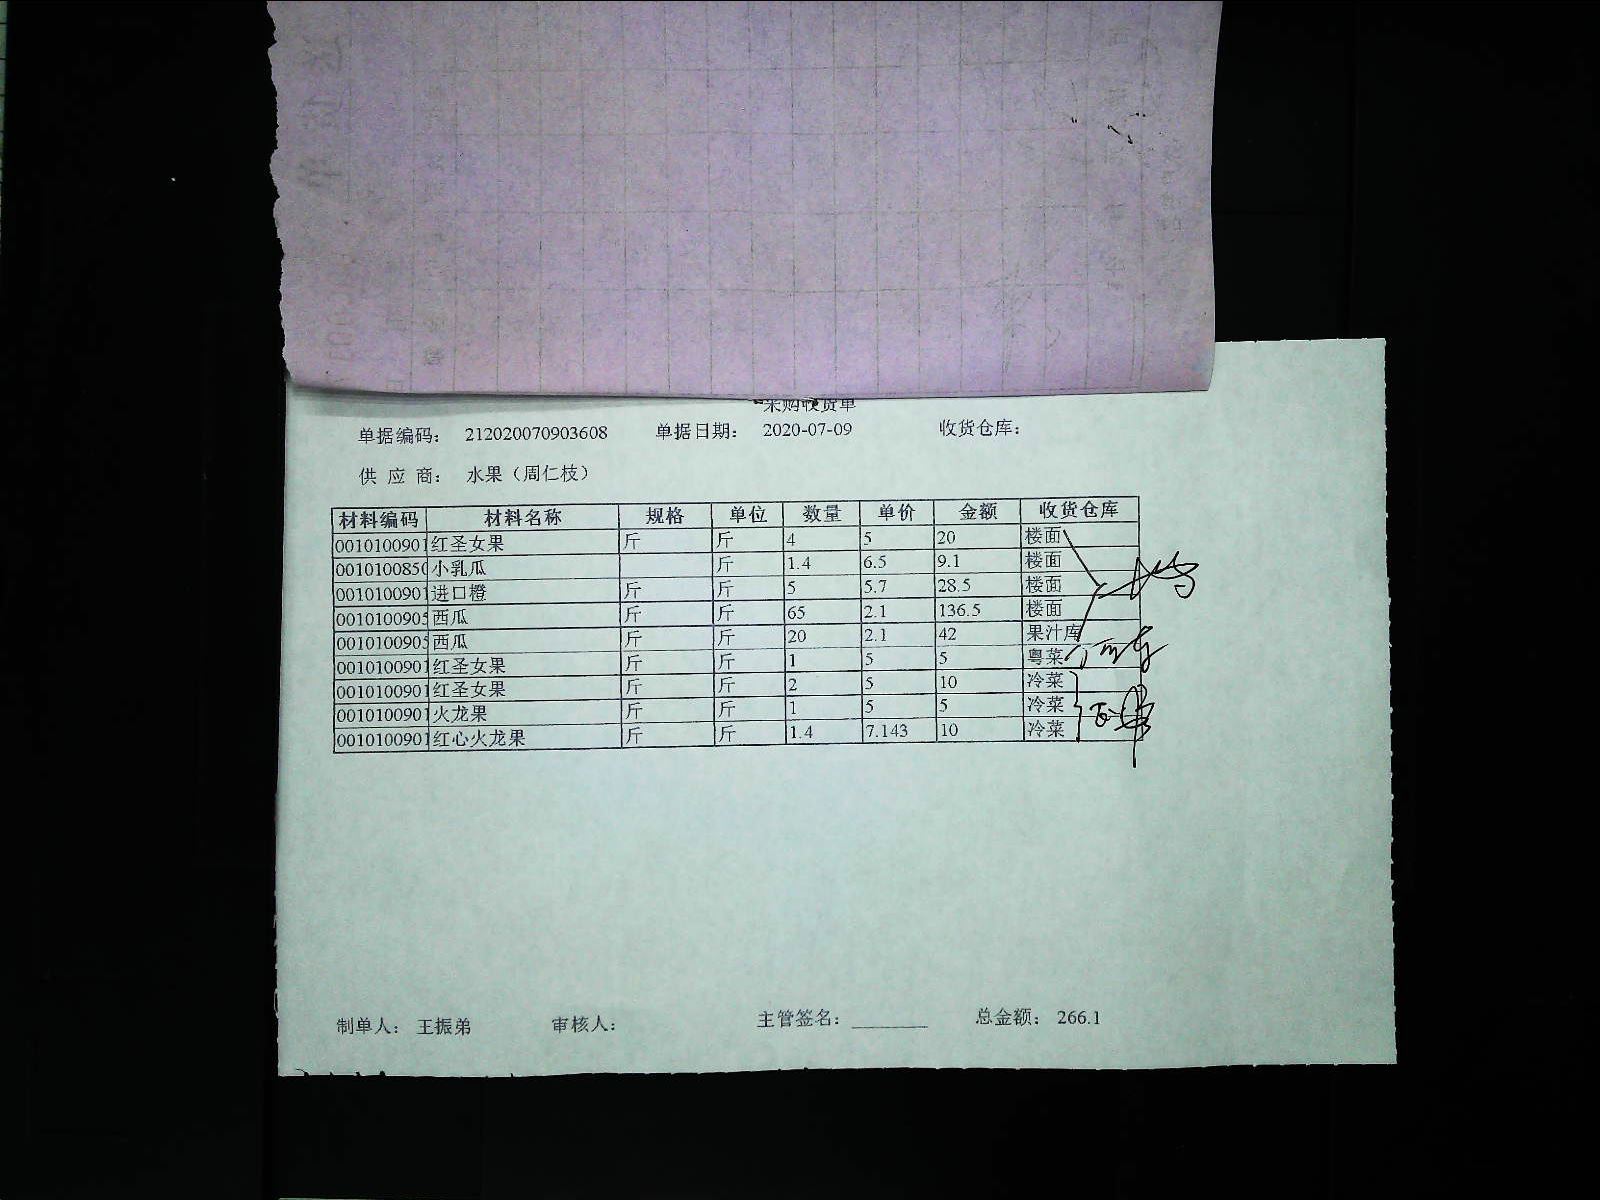 采购收货单
单据编码： 212020070903608 单据日期： 2020-07-09 收货仓库：
供 应 商： 水果（周仁枝）
材料编码 材料名称 规格 单位 数量 单价 金额 收货仓库
0010100901 红圣女果 斤 斤 4 5 20 楼面
001010085 小乳瓜 斤 1.4 6.5 9.1 楼面
0010100901 进口橙 斤 斤 5 5.7 28.5 楼面
001010090 西瓜 斤 斤 65 2.1 136.5 楼面
001010090 西瓜 斤 斤 20 2.1 42 果汁库
0010100901 红圣女果 斤 斤 1 5 5 粤菜
0010100901 红圣女果 斤 斤 2 5 10 冷菜
0010100901 火龙果 斤 斤 1 5 5 冷菜
0010100901 红心火龙果 斤 斤 1.4 7.143 10 冷菜
制单人： 王振弟 审核人： 主管签名： 总金额： 266.1